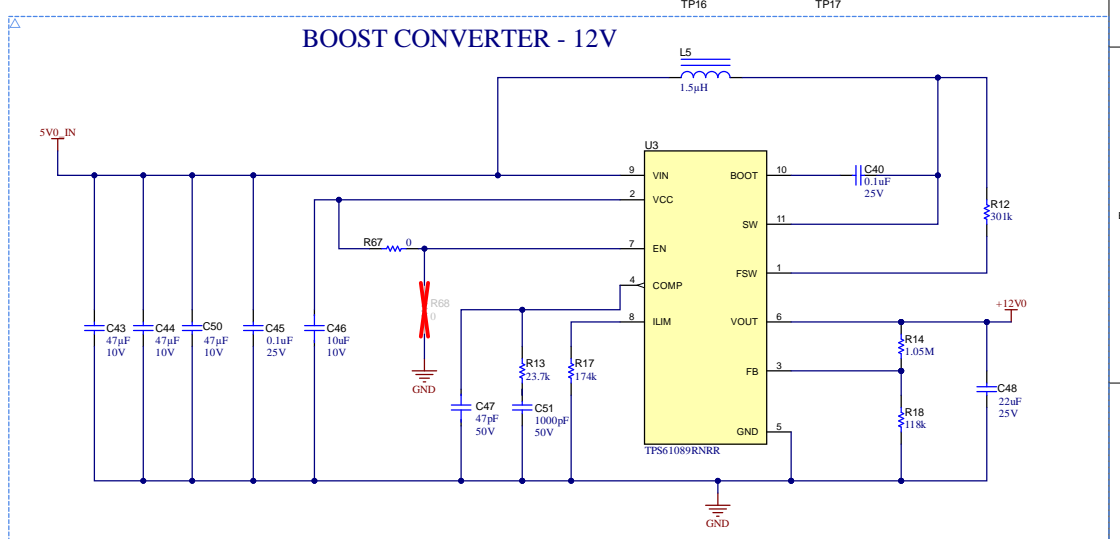 TP16 TP17
BOOST CONVERTER - 12V
L5
1.5µH
5V0_IN
U3
9 VIN BOOT 10
C40
0.1uF
25V
2 VCC
R12
301k
SW 11
R67 0
7 EN
FSW 1
4 COMP
R68
0
8 ILIM VOUT 6
+12V0
C43
47µF
10V
C44
47µF
10V
C50
47µF
10V
C45
0.1uF
25V
C46
10uF
10V
R14
1.05M
R13
23.7k
R17
174k
FB 3
GND
C48
22uF
25V
C47
47pF
50V
C51
1000pF
50V
R18
118k
GND 5
TPS61089RNRR
GND